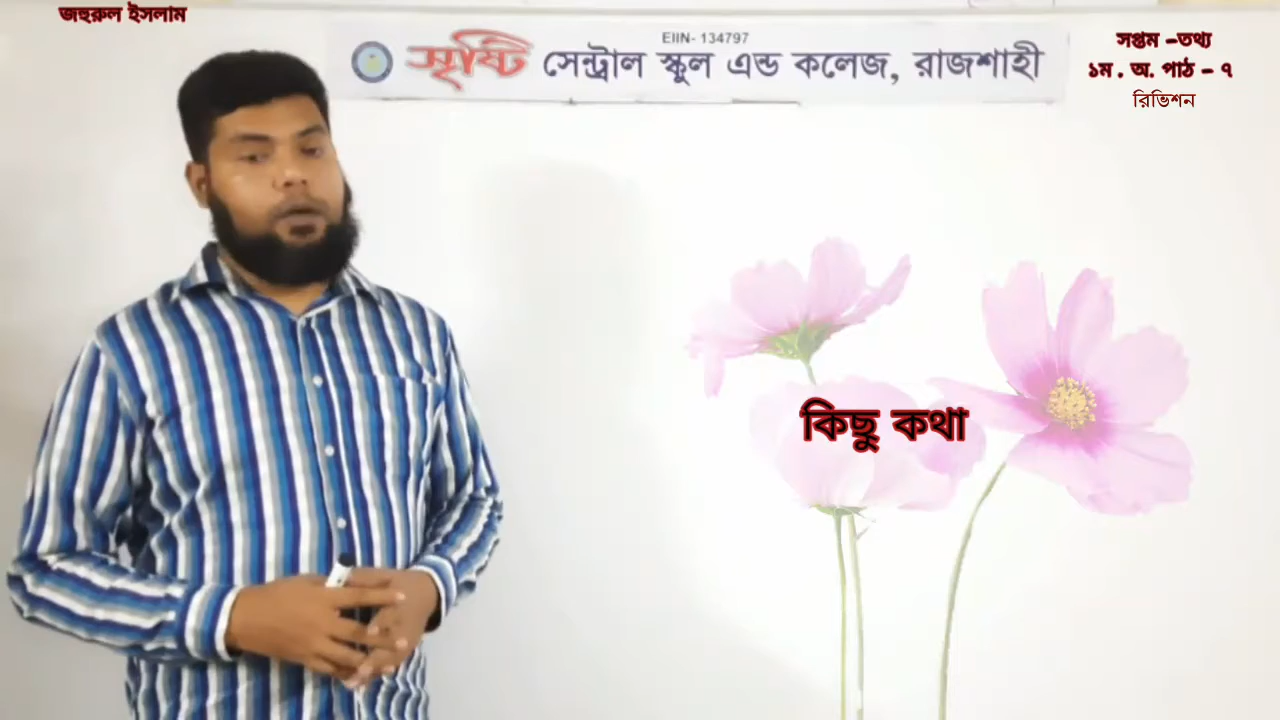 জহুরুল ইসলাম
EIIN- 134797
সৃষ্টি সেন্ট্রাল স্কুল এন্ড কলেজ, রাজশাহী
সপ্তম -তথ্য
১ম . অ. পাঠ - ৭
রিভিশন
কিছু কথা